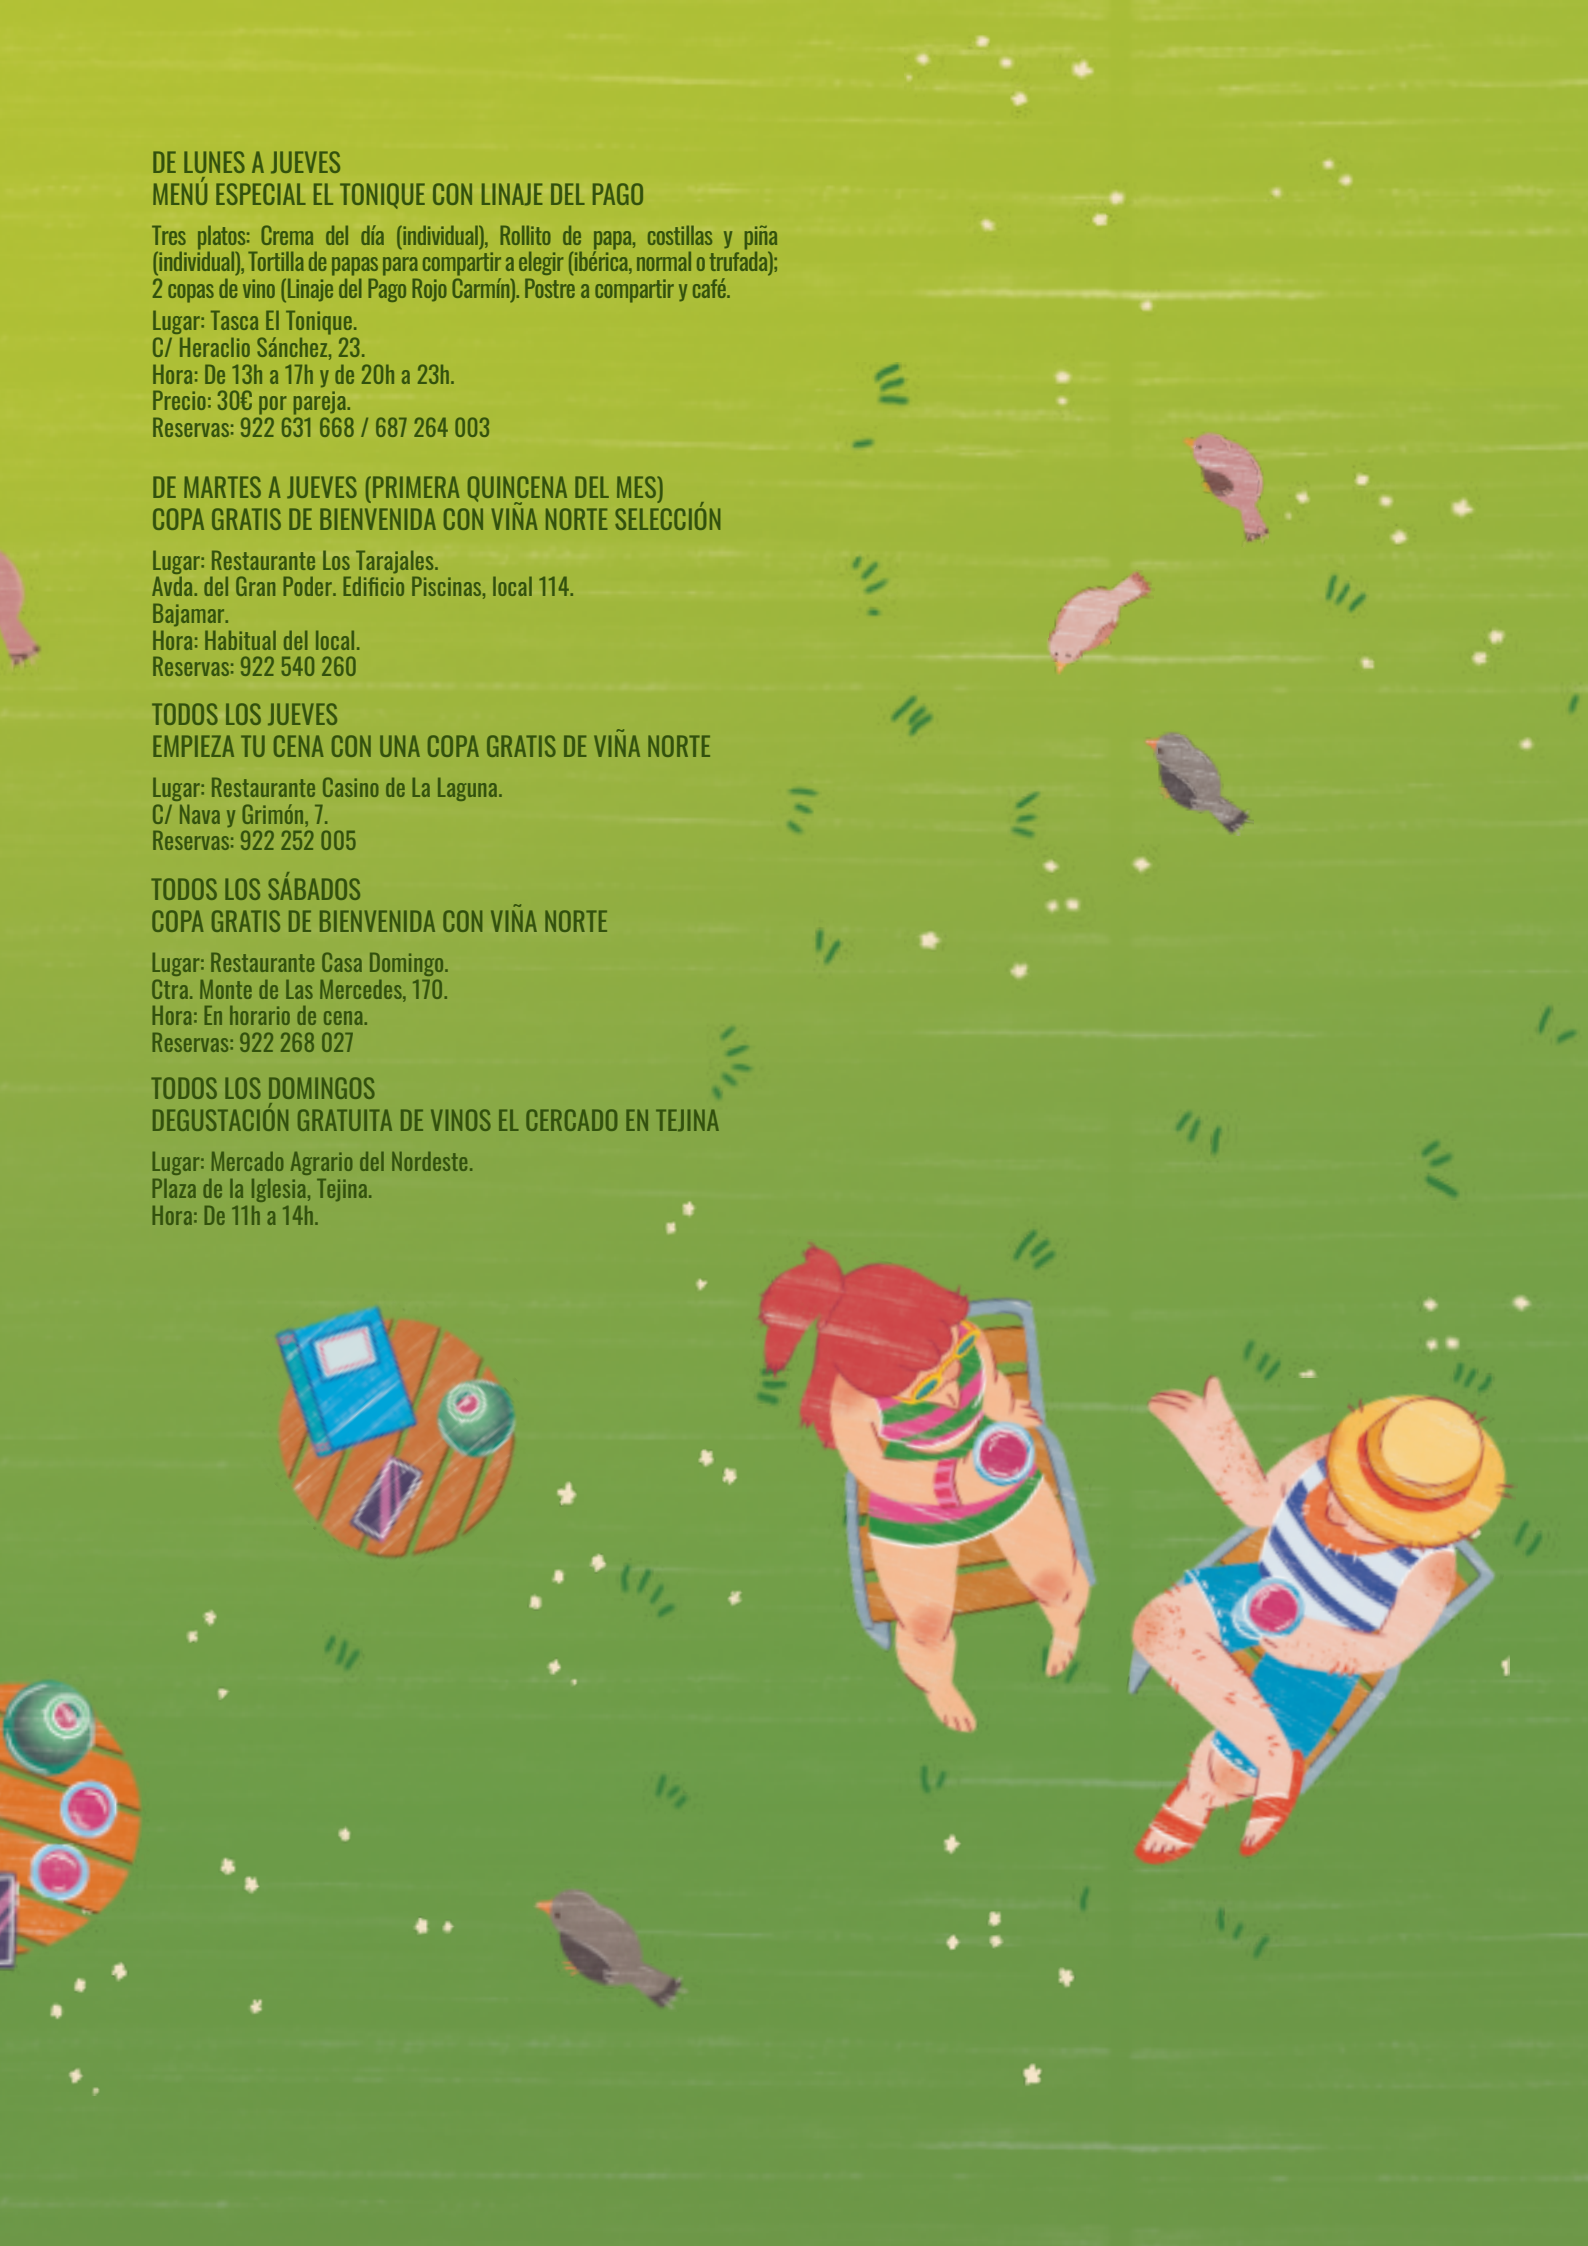 DE LUNES A JUEVES
MENÚ ESPECIAL EL TONIQUE CON LINAJE DEL PAGO
Tres platos: Crema del día (individual), Rollito de papa, costillas y piña
(individual), Tortilla de papas para compartir a elegir (ibérica, normal o trufada);
2 copas de vino (Linaje del Pago Rojo Carmín). Postre a compartir y café.
Lugar: Tasca El Tonique.
C/ Heraclio Sánchez, 23.
Hora: De 13h a 17h y de 20h a 23h.
Precio: 30€ por pareja.
Reservas: 922 631 668 / 687 264 003
DE MARTES A JUEVES (PRIMERA QUINCENA DEL MES)
COPA GRATIS DE BIENVENIDA CON VIÑA NORTE SELECCIÓN
Lugar: Restaurante Los Tarajales.
Avda. del Gran Poder. Edificio Piscinas, local 114.
Bajamar.
Hora: Habitual del local.
Reservas: 922 540 260
TODOS LOS JUEVES
EMPIEZA TU CENA CON UNA COPA GRATIS DE VIÑA NORTE
Lugar: Restaurante Casino de La Laguna.
C/ Nava y Grimón, 7.
Reservas: 922 252 005
TODOS LOS SÁBADOS
COPA GRATIS DE BIENVENIDA CON VIÑA NORTE
Lugar: Restaurante Casa Domingo.
Ctra. Monte de Las Mercedes, 170.
Hora: En horario de cena.
Reservas: 922 268 027
TODOS LOS DOMINGOS
DEGUSTACIÓN GRATUITA DE VINOS EL CERCADO EN TEJINA
Lugar: Mercado Agrario del Nordeste.
Plaza de la Iglesia, Tejina.
Hora: De 11h a 14h.